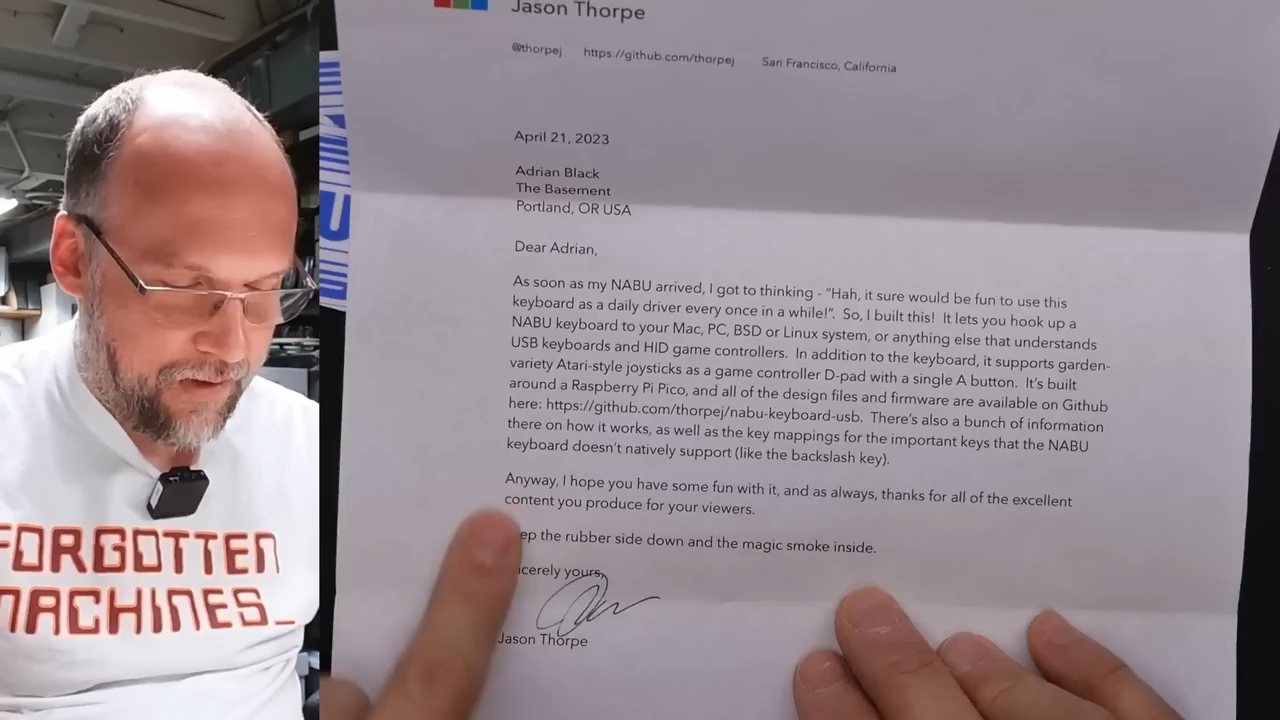 Jason Thorpe
@thorpej https://github.com/thorpej San Francisco, California
April 21, 2023
Adrian Black
The Basement
Portland, OR USA
Dear Adrian,
As soon as my NABU arrived, I got to thinking - “Hah, it sure would be fun to use this
keyboard as a daily driver every once in a while!”. So, I built this! It lets you hook up a
NABU keyboard to your Mac, PC, BSD or Linux system, or anything else that understands
USB keyboards and HID game controllers. In addition to the keyboard, it supports garden-
variety Atari-style joysticks as a game controller D-pad with a single A button. It’s built
around a Raspberry Pi Pico, and all of the design files and firmware are available on Github
here: https://github.com/thorpej/nabu-keyboard-usb. There’s also a bunch of information
there on how it works, as well as the key mappings for the important keys that the NABU
keyboard doesn’t natively support (like the backslash key).
Anyway, I hope you have some fun with it, and as always, thanks for all of the excellent
content you produce for your viewers.
ep the rubber side down and the magic smoke inside.
ncerely yours,
Jason Thorpe
FORGOTTEN
MACHINES_